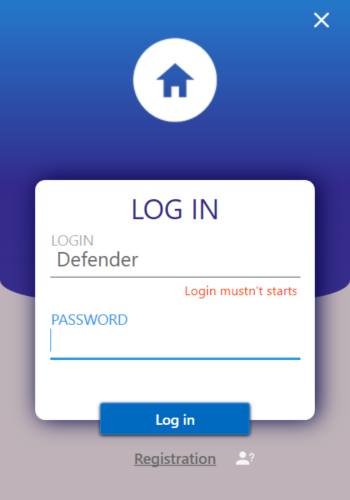 LOG IN
LOGIN
Defender
Login mustn't starts
PASSWORD
Log in
Registration
?